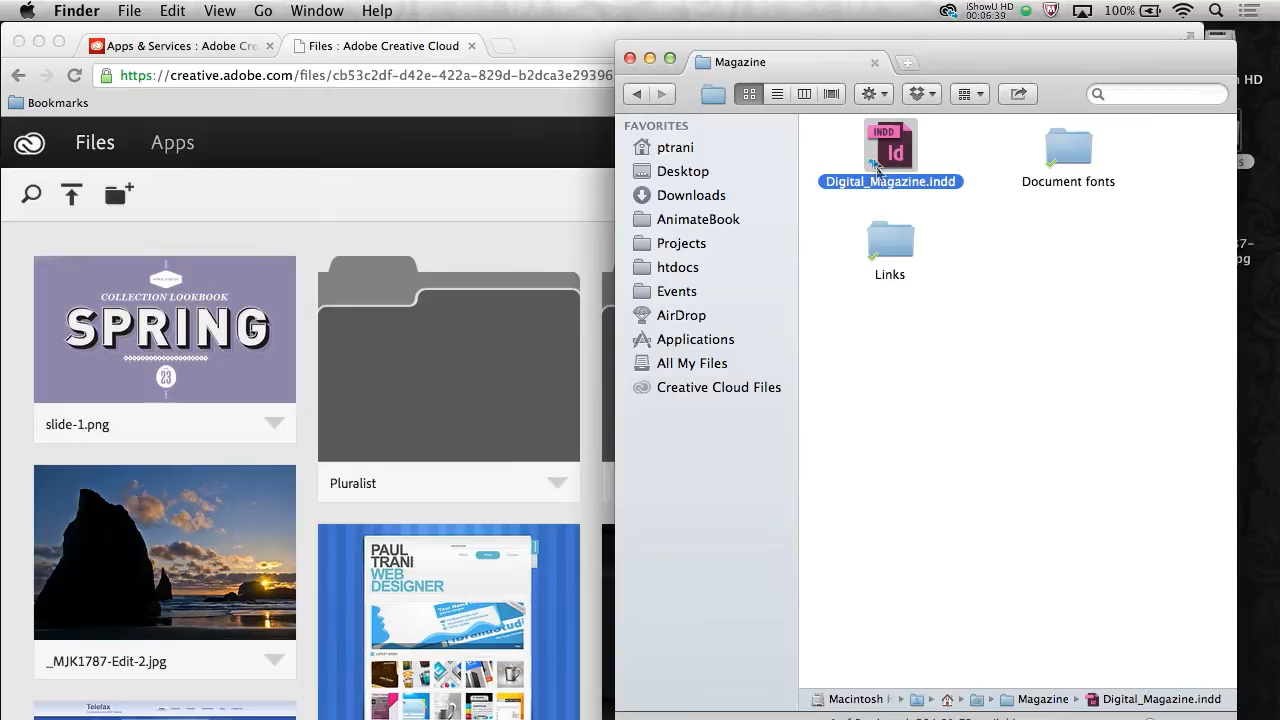 Finder File Edit View Go Window Help
iShowU HD
00:06:39
100%
Apps & Services : Adobe Cre
Files : Adobe Creative Cloud
https://creative.adobe.com/files/cb53c2df-d42e-422a-829d-b2dca3e29396
Bookmarks
Files Apps
COLLECTION LOOKBOOK
SPRING
23
slide-1.png
Pluralist
_MJK1787-Edit-2.jpg
PAUL
TRANI
WEB
DESIGNER
Telefax
Magazine
FAVORITES
ptrani
Desktop
Downloads
AnimateBook
Projects
htdocs
Events
AirDrop
Applications
All My Files
Creative Cloud Files
INDD
Id
Digital_Magazine.indd
Document fonts
Links
Macintosh
Magazine
Digital_Magazine.indd
HD